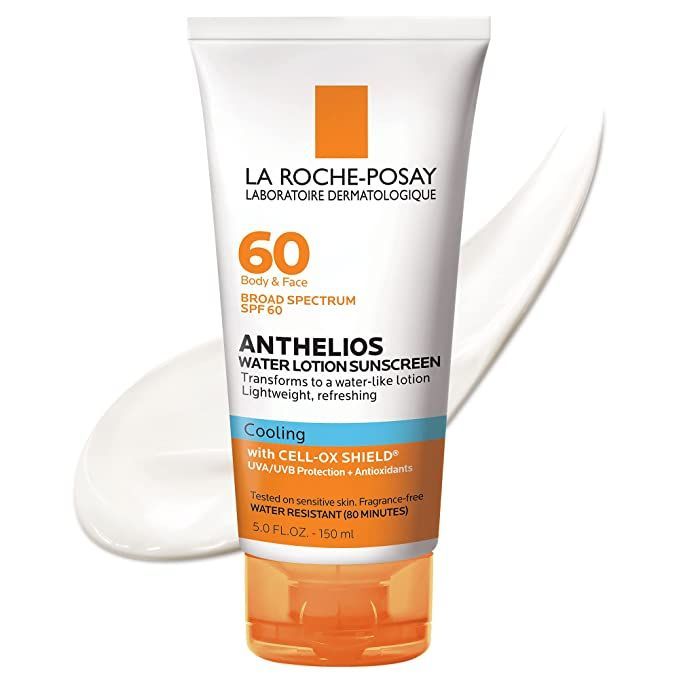 LA ROCHE-POSAY
LABORATOIRE DERMATOLOGIQUE
60
Body & Face
BROAD SPECTRUM
SPF 60
ANTHELIOS
WATER LOTION SUNSCREEN
Transforms to a water-like lotion
Lightweight, refreshing
Cooling
with CELL-OX SHIELD®
UVA/UVB Protection + Antioxidants
Tested on sensitive skin. Fragrance-free
WATER RESISTANT (80 MINUTES)
5.0 FL.OZ. - 150 ml